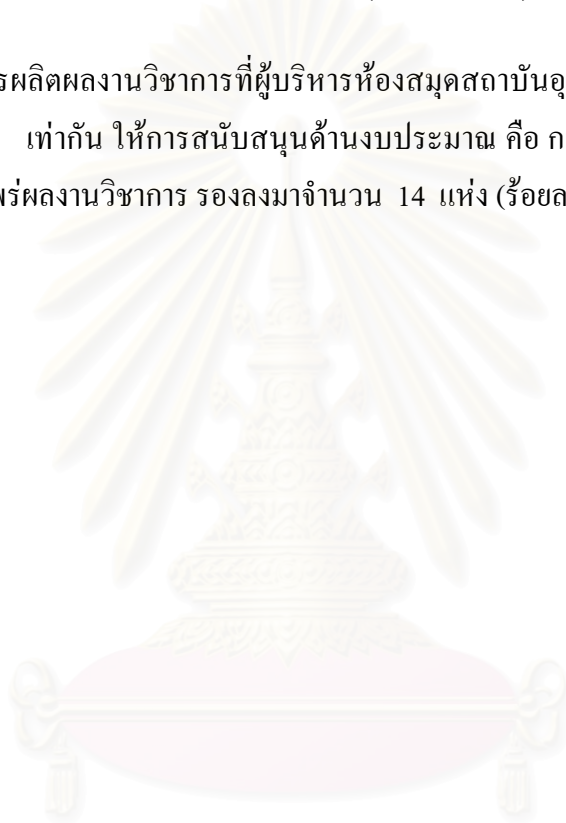 รผลิตผลงานวิชาการที่ผู้บริหารห้องสมุดสถาบันอุ
เท่ากัน ให้การสนับสนุนด้านงบประมาณ คือ ก
พร่ผลงานวิชาการ รองลงมาจำนวน 14 แห่ง (ร้อยล